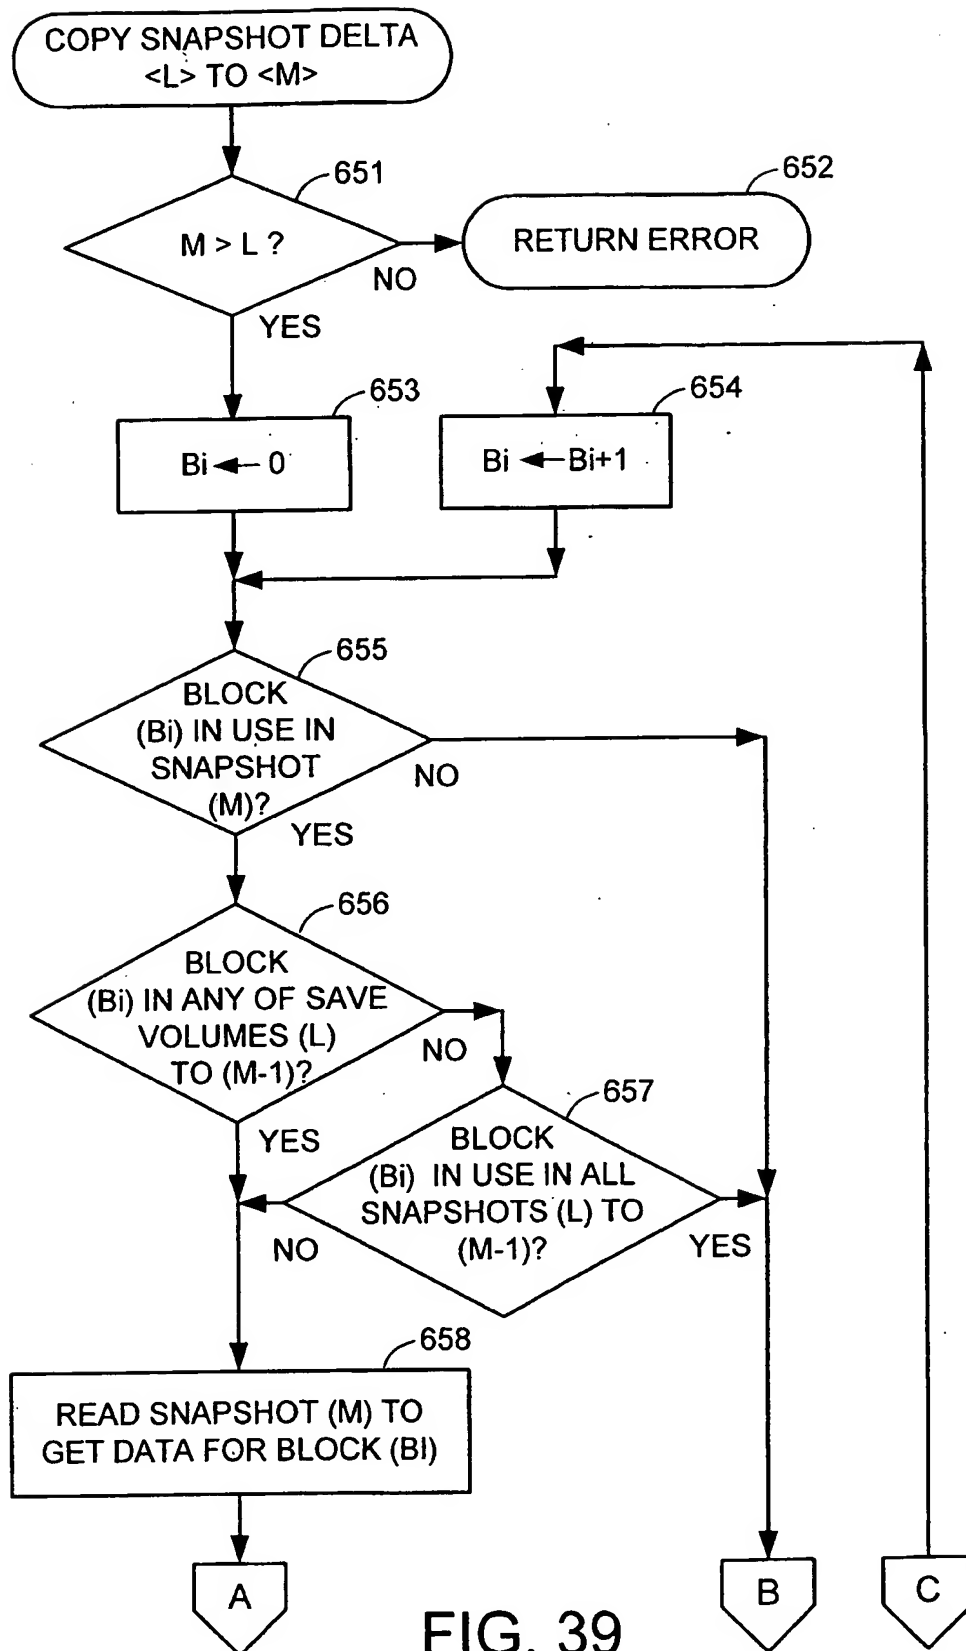 COPY SNAPSHOT DELTA
<L> TO <M>
651
M > L ?
NO
YES
652
RETURN ERROR
653
Bi ← 0
654
Bi ← Bi+1
655
BLOCK
(Bi) IN USE IN
SNAPSHOT
(M)?
NO
YES
656
BLOCK
(Bi) IN ANY OF SAVE
VOLUMES (L)
TO (M-1)?
NO
YES
657
BLOCK
(Bi) IN USE IN ALL
SNAPSHOTS (L) TO
(M-1)?
NO
YES
658
READ SNAPSHOT (M) TO
GET DATA FOR BLOCK (BI)
A
B
C
FIG. 39